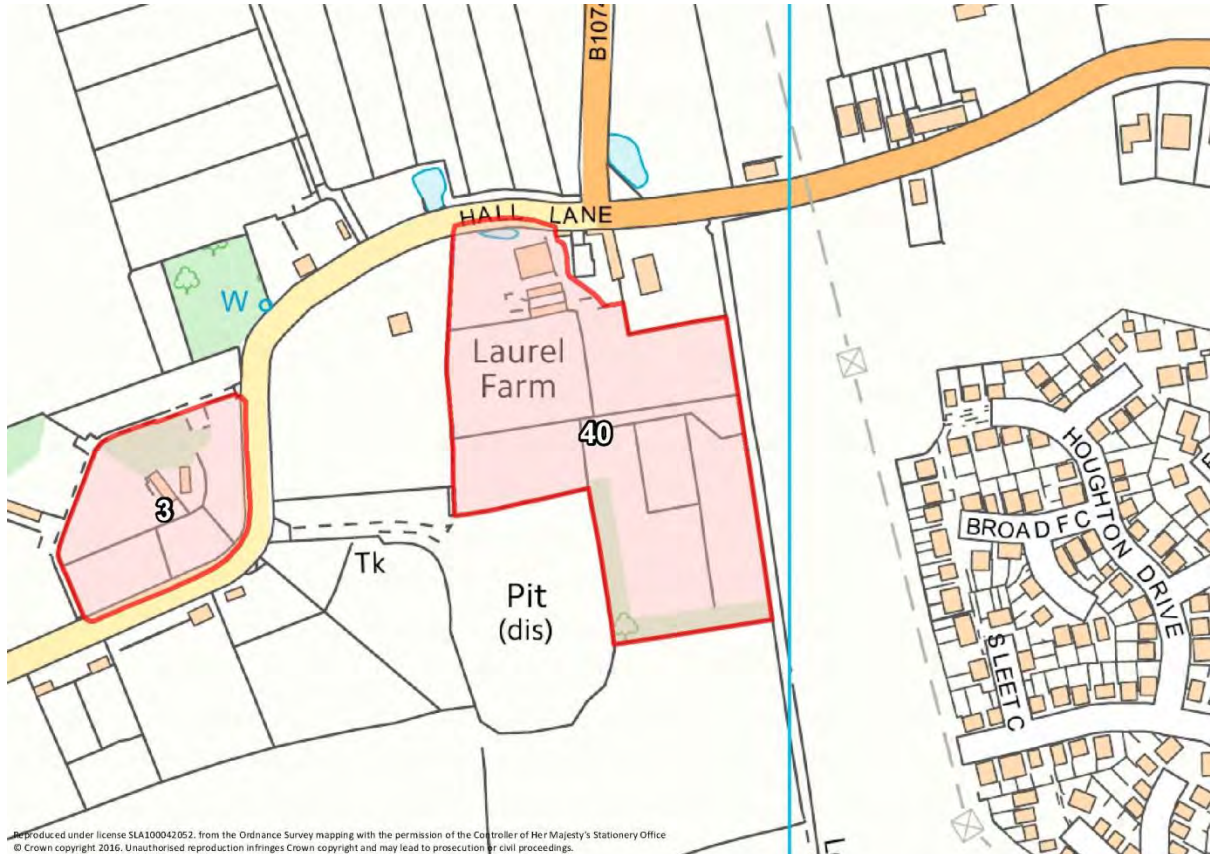 B1074
HALL LANE
W
Laurel
Farm
40
3
HOUGHTON DRIVE
BROAD F C
Tk
Pit
(dis)
S LEET C
Reproduced under license SLA100042052. from the Ordnance Survey mapping with the permission of the Controller of Her Majesty's Stationery Office
© Crown copyright 2016. Unauthorised reproduction infringes Crown copyright and may lead to prosecution or civil proceedings.